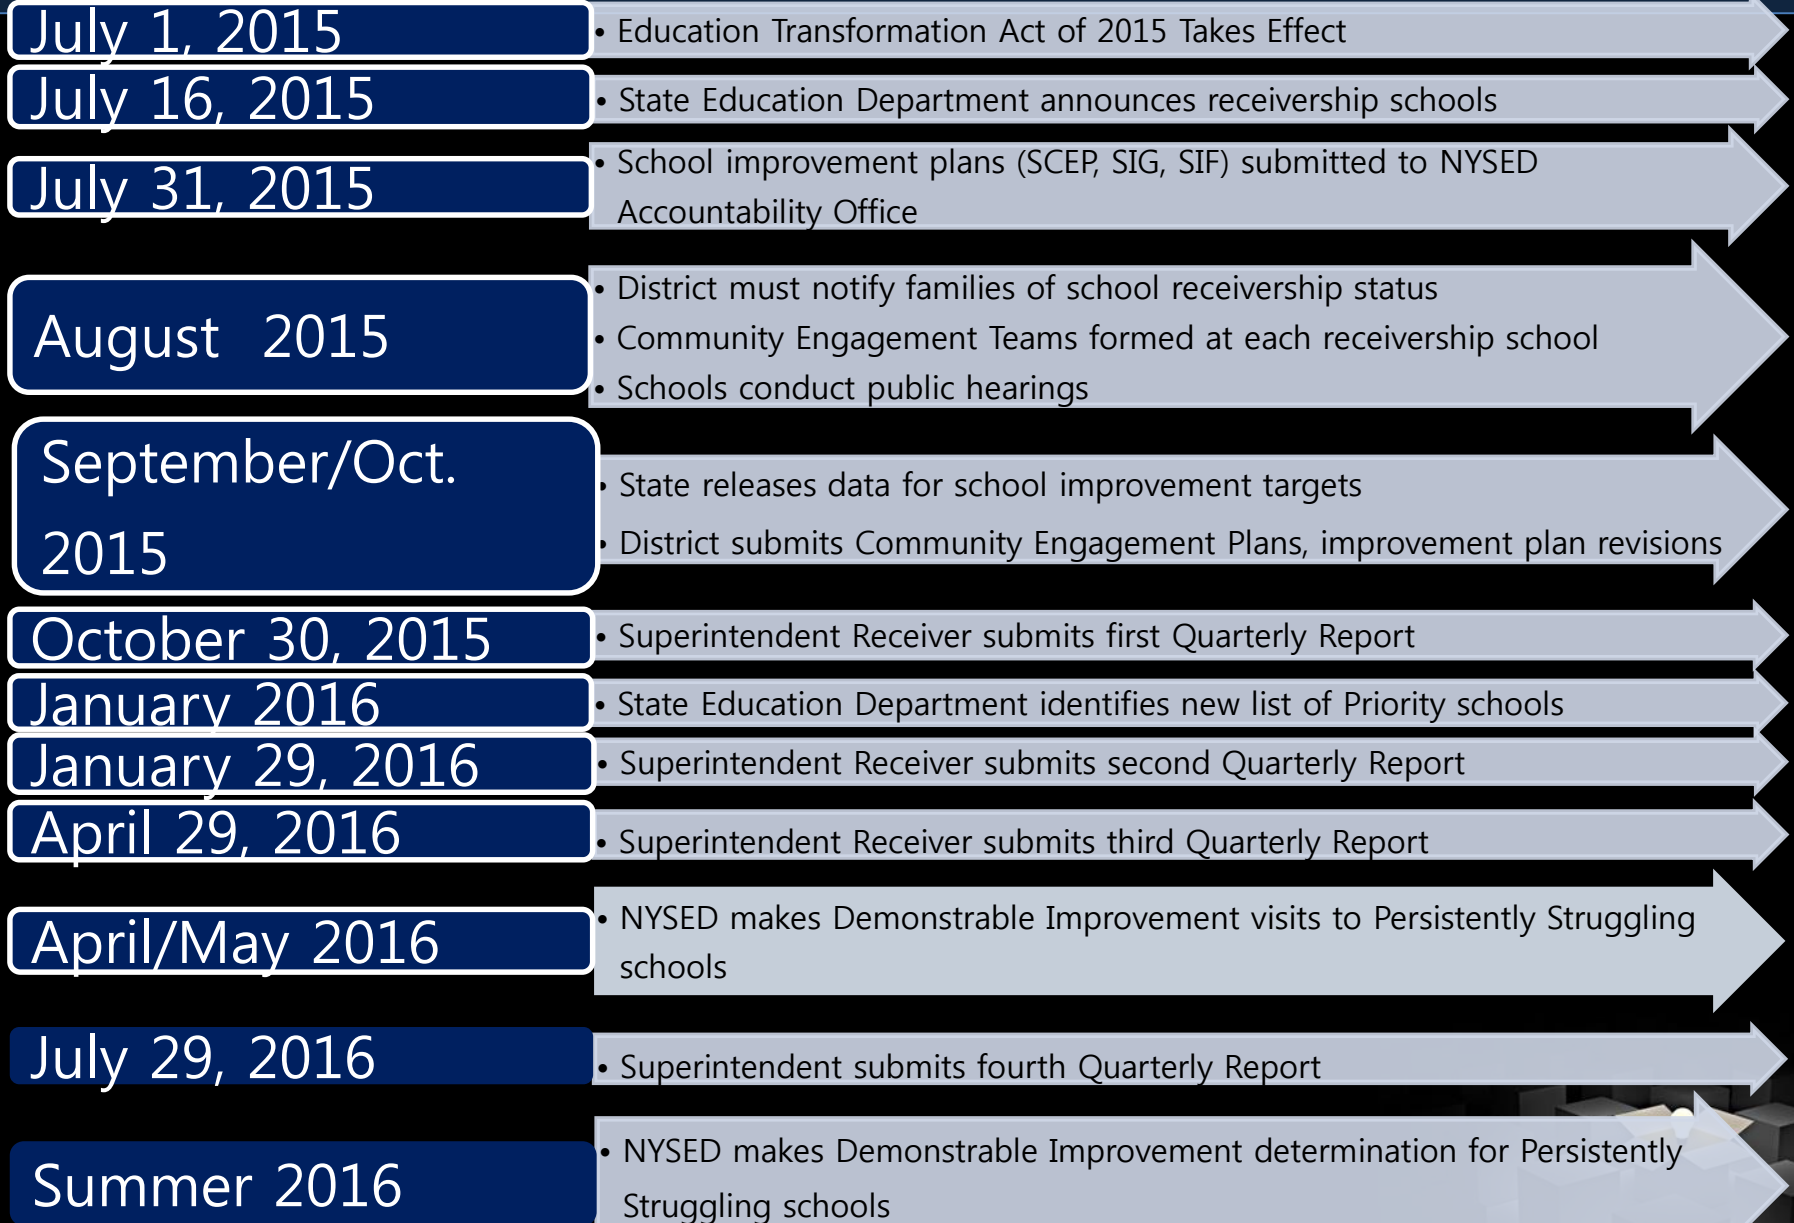 July 1, 2015
• Education Transformation Act of 2015 Takes Effect
July 16, 2015
• State Education Department announces receivership schools
July 31, 2015
• School improvement plans (SCEP, SIG, SIF) submitted to NYSED
Accountability Office
August 2015
• District must notify families of school receivership status
• Community Engagement Teams formed at each receivership school
• Schools conduct public hearings
September/Oct.
2015
• State releases data for school improvement targets
• District submits Community Engagement Plans, improvement plan revisions
October 30, 2015
• Superintendent Receiver submits first Quarterly Report
January 2016
• State Education Department identifies new list of Priority schools
January 29, 2016
• Superintendent Receiver submits second Quarterly Report
April 29, 2016
• Superintendent Receiver submits third Quarterly Report
April/May 2016
• NYSED makes Demonstrable Improvement visits to Persistently Struggling
schools
July 29, 2016
• Superintendent submits fourth Quarterly Report
Summer 2016
• NYSED makes Demonstrable Improvement determination for Persistently
Struggling schools